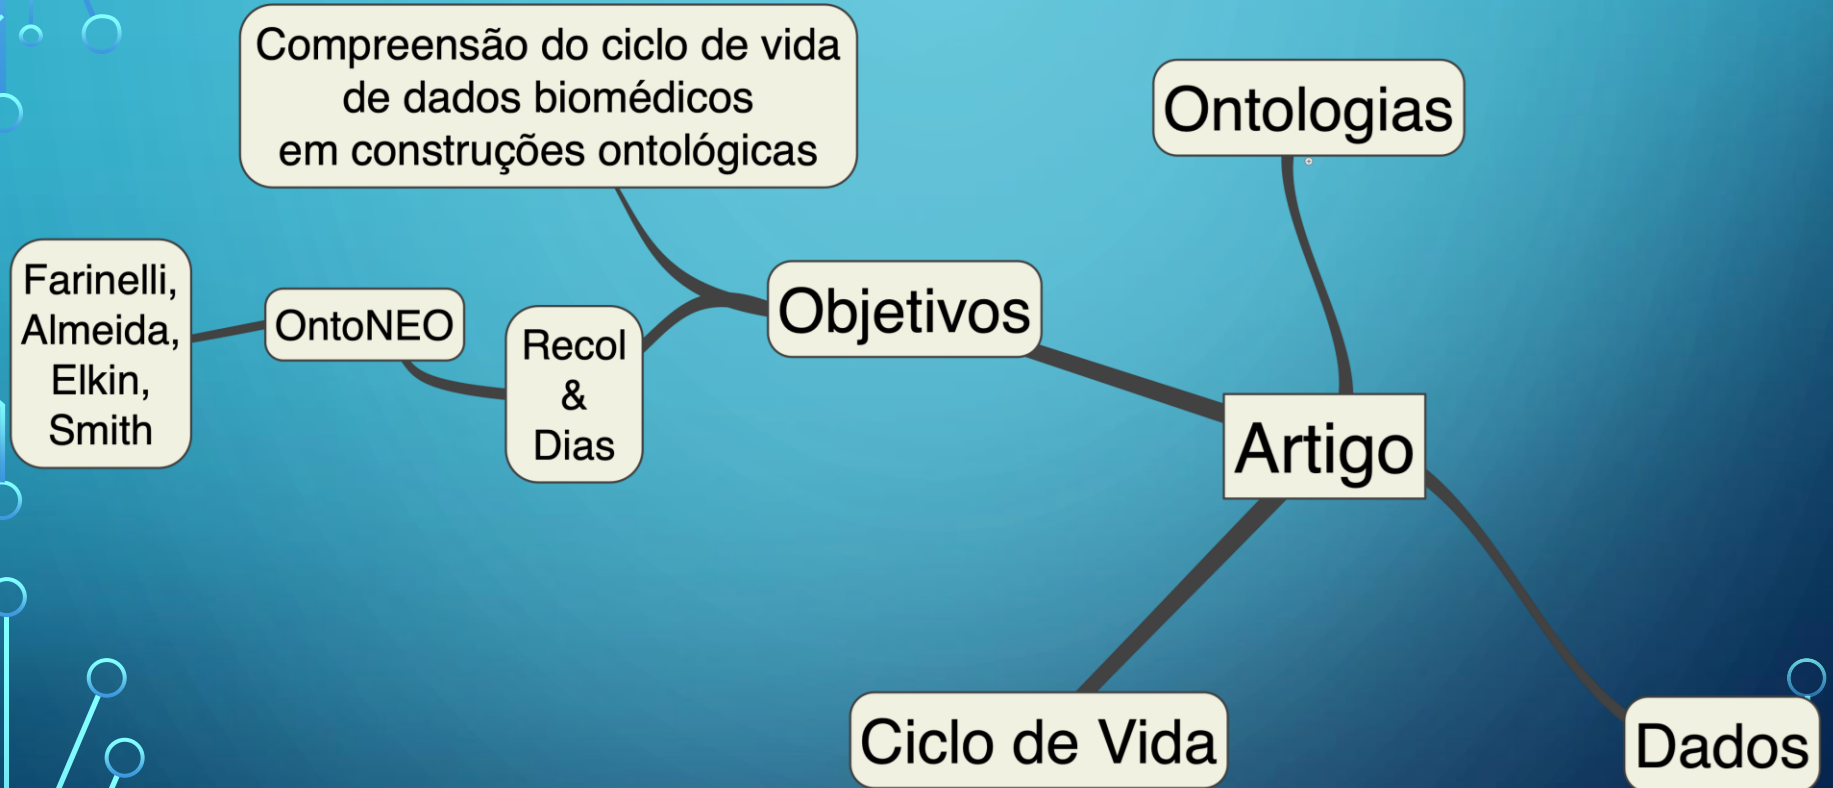 Compreensão do ciclo de vida
de dados biomédicos
em construções ontológicas
Ontologias
Farinelli,
Almeida,
Elkin,
Smith
OntoNEO
Recol
&
Dias
Objetivos
Artigo
Ciclo de Vida
Dados